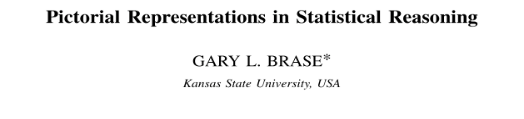 Pictorial Representations in Statistical Reasoning
GARY L. BRASE*
Kansas State University, USA